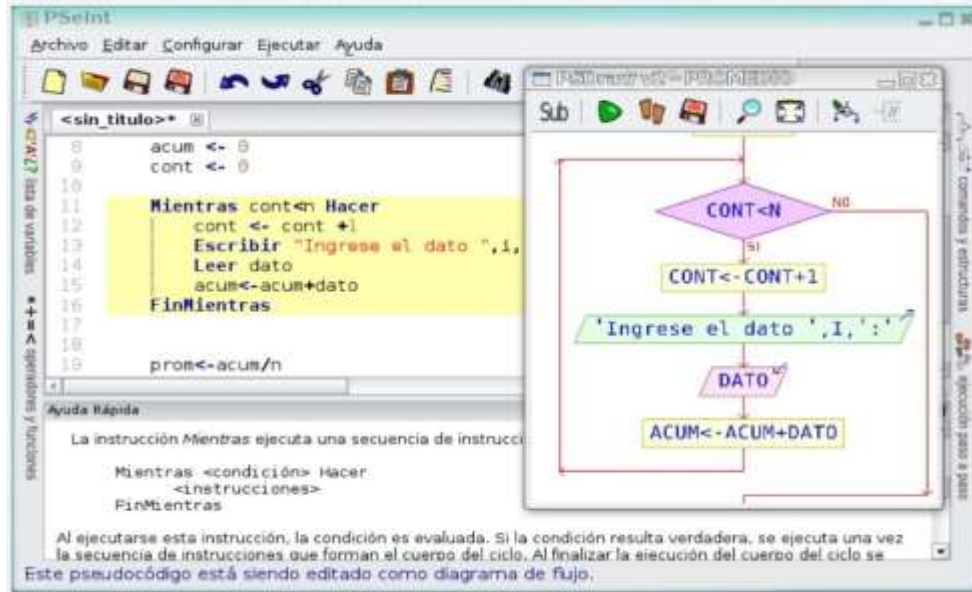 PSeInt
Archivo Editar Configurar Ejecutar Ayuda
<sin_titulo>*
8 acum <- 0
9 cont <- 0
10
11 Mientras cont<n Hacer
12 cont <- cont +1
13 Escribir "Ingrese el dato ",i,
14 Leer dato
15 acum<-acum+dato
16 FinMientras
17
18
19 prom<-acum/n
lista de variables
operadores y funciones
Ayuda Rápida
La instrucción Mientras ejecuta una secuencia de instrucci
Mientras <condición> Hacer
<instrucciones>
FinMientras
Al ejecutarse esta instrucción, la condición es evaluada. Si la condición resulta verdadera, se ejecuta una vez
la secuencia de instrucciones que forman el cuerpo del ciclo. Al finalizar la ejecución del cuerpo del ciclo se
Este pseudocódigo está siendo editado como diagrama de flujo.
PSDraw v2 - PROMEDIO
Sub
CONT<N
NO
SI
CONT<-CONT+1
'Ingrese el dato ',I,':'
DATO
ACUM<-ACUM+DATO
comandos y estructuras
ejecución paso a paso